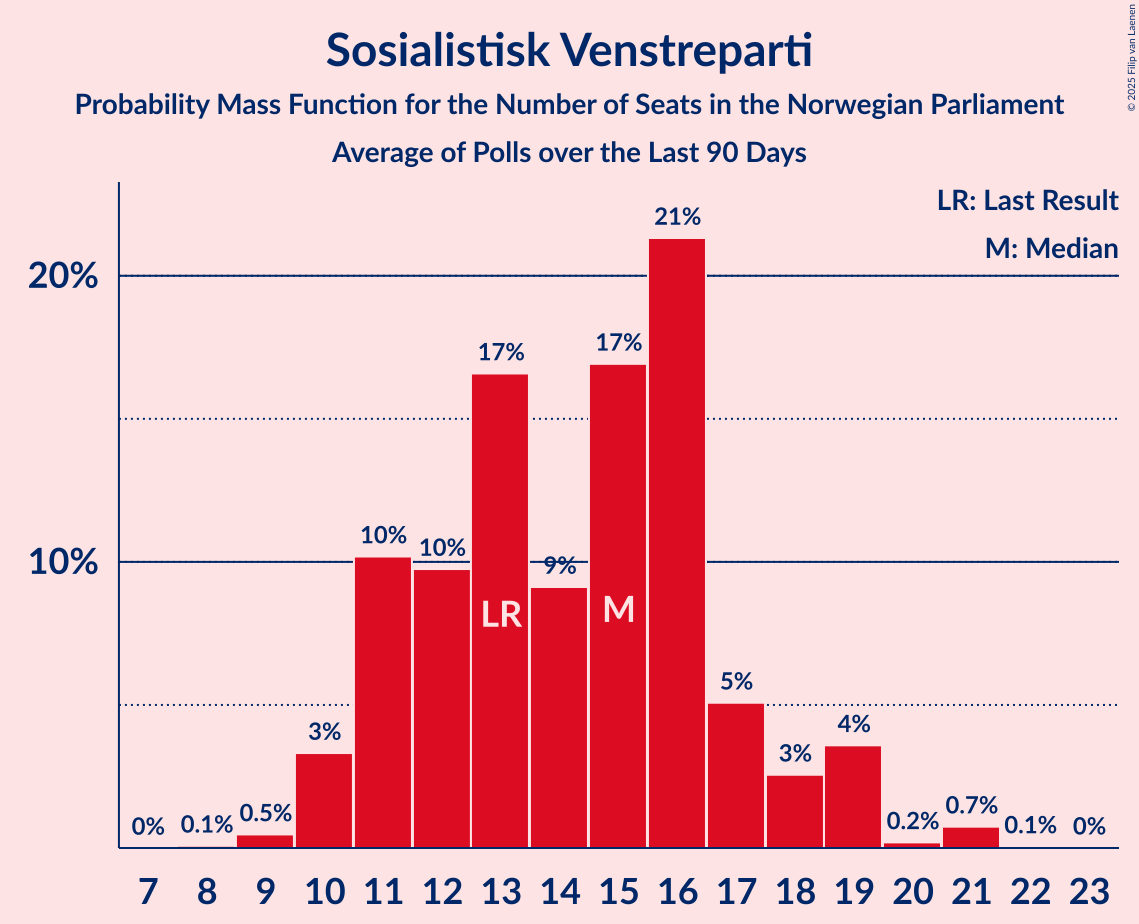 Sosialistisk Venstreparti
Probability Mass Function for the Number of Seats in the Norwegian Parliament
Average of Polls over the Last 90 Days
© 2025 Filip van Laenen
LR: Last Result
M: Median
20%
10%
0%
0.1%
0.5%
3%
10%
10%
17%
9%
17%
21%
5%
3%
4%
0.2%
0.7%
0.1%
0%
LR
M
7 8 9 10 11 12 13 14 15 16 17 18 19 20 21 22 23